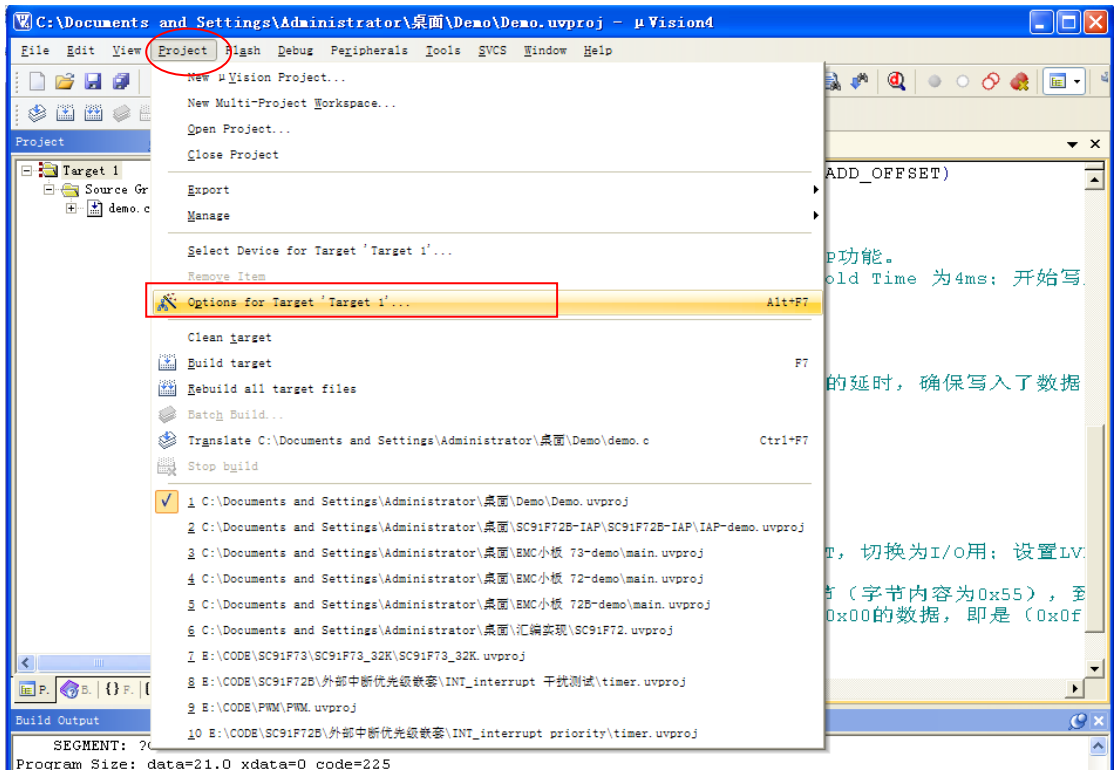 C:\Documents and Settings\Administrator\桌面\Demo\Demo.uvproj - µVision4
File Edit View Project Flash Debug Peripherals Tools SVCS Window Help
New µVision Project...
New Multi-Project Workspace...
Open Project...
Project
Close Project
Target 1
ADD_OFFSET)
Source Gr
Export
demo.c
Manage
Select Device for Target 'Target 1'...
P功能。
Remove Item
old Time 为4ms; 开始写
Options for Target 'Target 1'... Alt+F7
Clean target
Build target F7
Rebuild all target files
的延时，确保写入了数据
Batch Build...
Translate C:\Documents and Settings\Administrator\桌面\Demo\demo.c Ctrl+F7
Stop build
1 C:\Documents and Settings\Administrator\桌面\Demo\Demo.uvproj
2 C:\Documents and Settings\Administrator\桌面\SC91F72B-IAP\SC91F72B-IAP\IAP-demo.uvproj
3 C:\Documents and Settings\Administrator\桌面\EMC小板 73-demo\main.uvproj
T, 切换为I/O用; 设置LV
4 C:\Documents and Settings\Administrator\桌面\EMC小板 72-demo\main.uvproj
节（字节内容为0x55），到
5 C:\Documents and Settings\Administrator\桌面\EMC小板 72B-demo\main.uvproj
0x00的数据, 即是（0x0f
6 C:\Documents and Settings\Administrator\桌面\汇编实现\SC91F72.uvproj
7 E:\CODE\SC91F73\SC91F73_32K\SC91F73_32K.uvproj
8 E:\CODE\SC91F72B\外部中断优先级嵌套\INT_interrupt 干扰测试\timer.uvproj
P. B. {} F.
9 E:\CODE\PWM\PWM.uvproj
Build Output
10 E:\CODE\SC91F72B\外部中断优先级嵌套\INT_interrupt priority\timer.uvproj
SEGMENT: ?C
Program Size: data=21.0 xdata=0 code=225